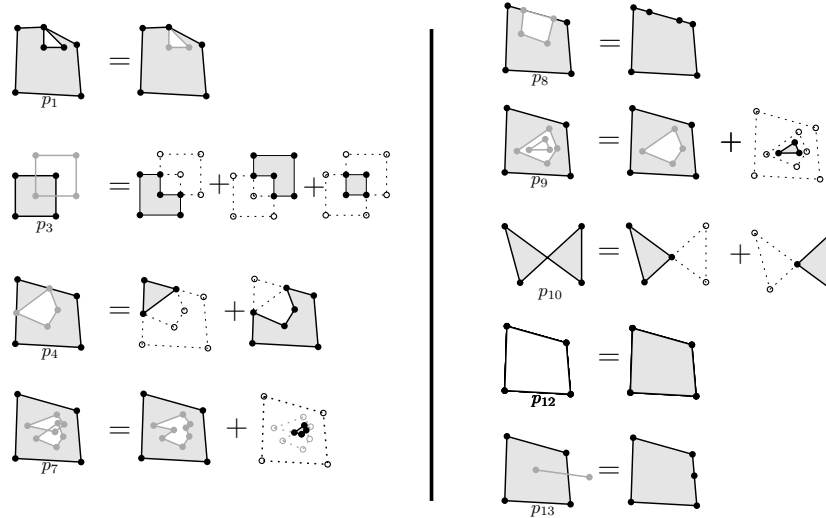 =
p₁
= + +
p₃
= +
p₄
= +
p₇
=
p₈
= +
p₉
= +
p₁₀
=
p₁₂
=
p₁₃